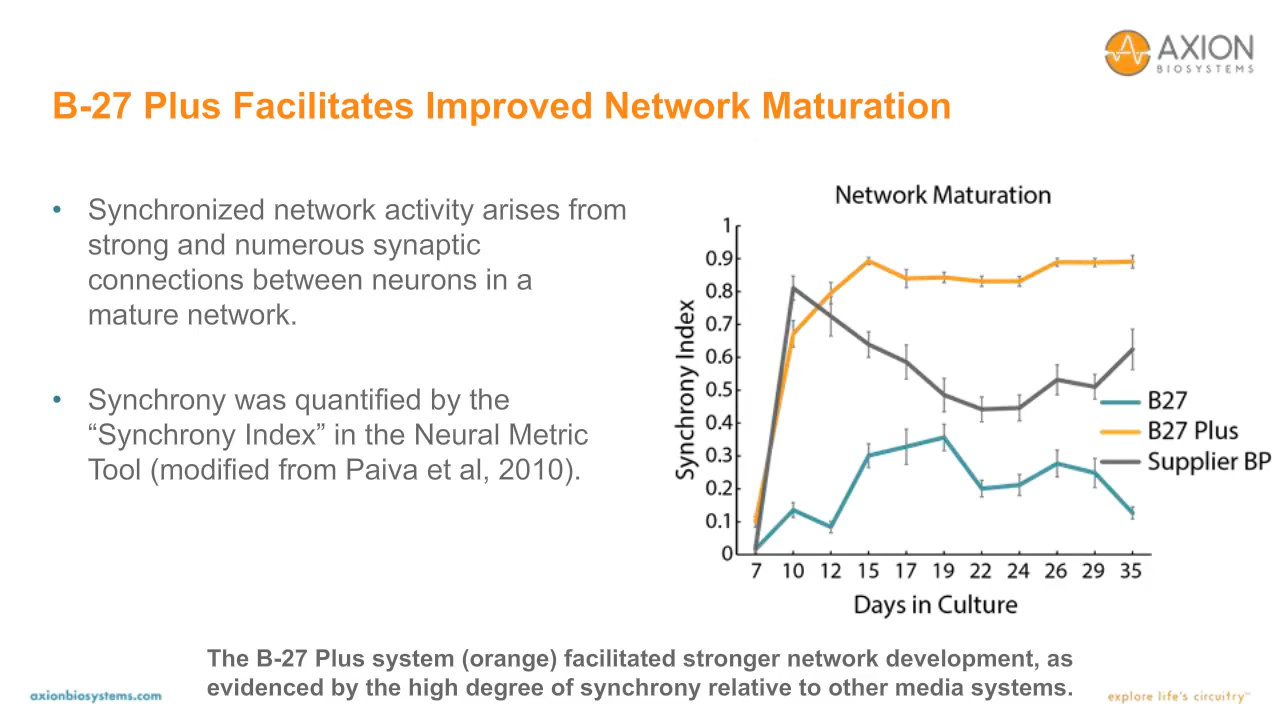 AXION
BIOSYSTEMS
B-27 Plus Facilitates Improved Network Maturation
• Synchronized network activity arises from
strong and numerous synaptic
connections between neurons in a
mature network.
• Synchrony was quantified by the
“Synchrony Index” in the Neural Metric
Tool (modified from Paiva et al, 2010).
Network Maturation
Synchrony Index
1
0.9
0.8
0.7
0.6
0.5
0.4
0.3
0.2
0.1
0
7 10 12 15 17 19 22 24 26 29 35
Days in Culture
B27
B27 Plus
Supplier BP
The B-27 Plus system (orange) facilitated stronger network development, as
evidenced by the high degree of synchrony relative to other media systems.
axionbiosystems.com
explore life's circuitry™